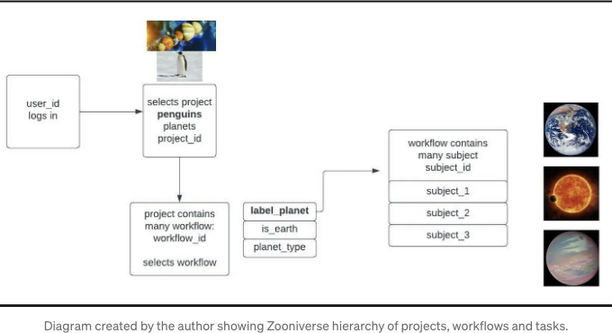 user_id
logs in
selects project
penguins
planets
project_id
project contains
many workflow:
workflow_id
selects workflow
label_planet
is_earth
planet_type
workflow contains
many subject
subject_id
subject_1
subject_2
subject_3
Diagram created by the author showing Zooniverse hierarchy of projects, workflows and tasks.